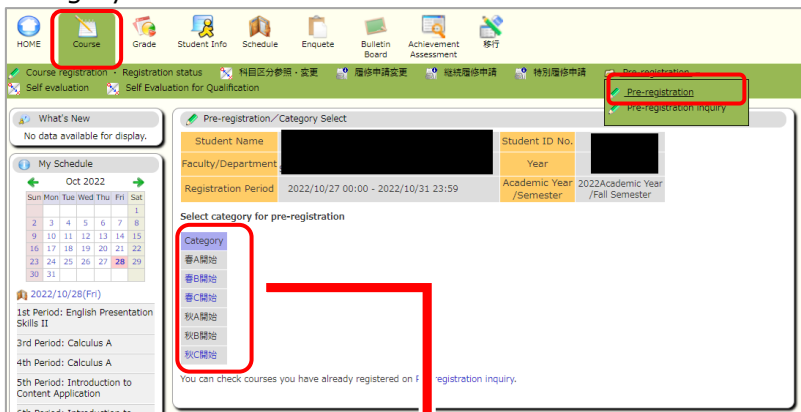 HOME Course Grade Student Info Schedule Enquete Bulletin Board Achievement Assessment 移行
Course registration・Registration status 科目区分参照・変更 履修申請変更 継続履修申請 特別履修申請 Pre-registration
Self evaluation Self Evaluation for Qualification
Pre-registration
Pre-registration inquiry
What's New
No data available for display.
My Schedule
Oct 2022
Sun Mon Tue Wed Thu Fri Sat
1
2 3 4 5 6 7 8
9 10 11 12 13 14 15
16 17 18 19 20 21 22
23 24 25 26 27 28 29
30 31
2022/10/28(Fri)
1st Period: English Presentation
Skills II
3rd Period: Calculus A
4th Period: Calculus A
5th Period: Introduction to
Content Application
Pre-registration／Category Select
Student Name Student ID No.
Faculty/Department Year
Registration Period 2022/10/27 00:00 - 2022/10/31 23:59 Academic Year /Semester 2022Academic Year /Fall Semester
Select category for pre-registration
Category
春A開始
春B開始
春C開始
秋A開始
秋B開始
秋C開始
You can check courses you have already registered on registration inquiry.